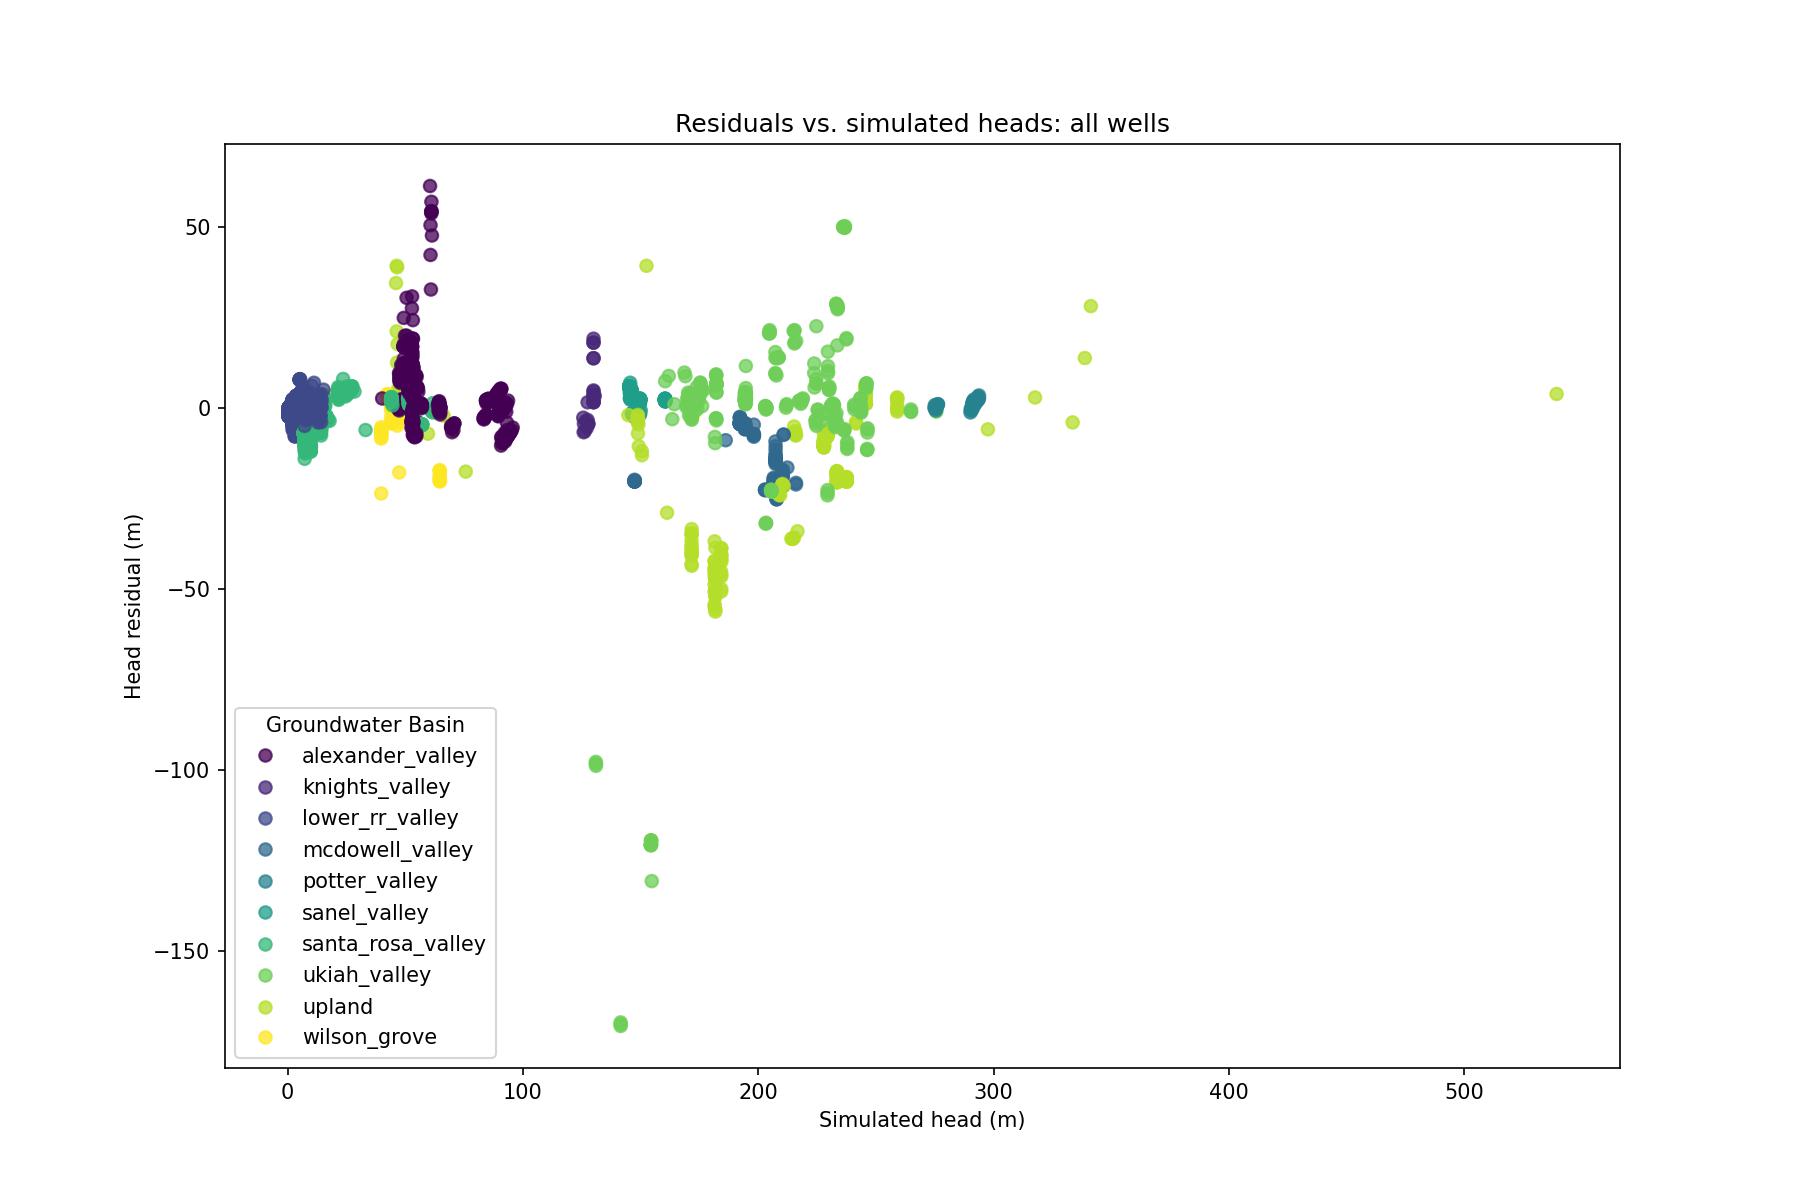 Residuals vs. simulated heads: all wells
50
0
−50
−100
−150
Head residual (m)
Groundwater Basin
alexander_valley
knights_valley
lower_rr_valley
mcdowell_valley
potter_valley
sanel_valley
santa_rosa_valley
ukiah_valley
upland
wilson_grove
0 100 200 300 400 500
Simulated head (m)